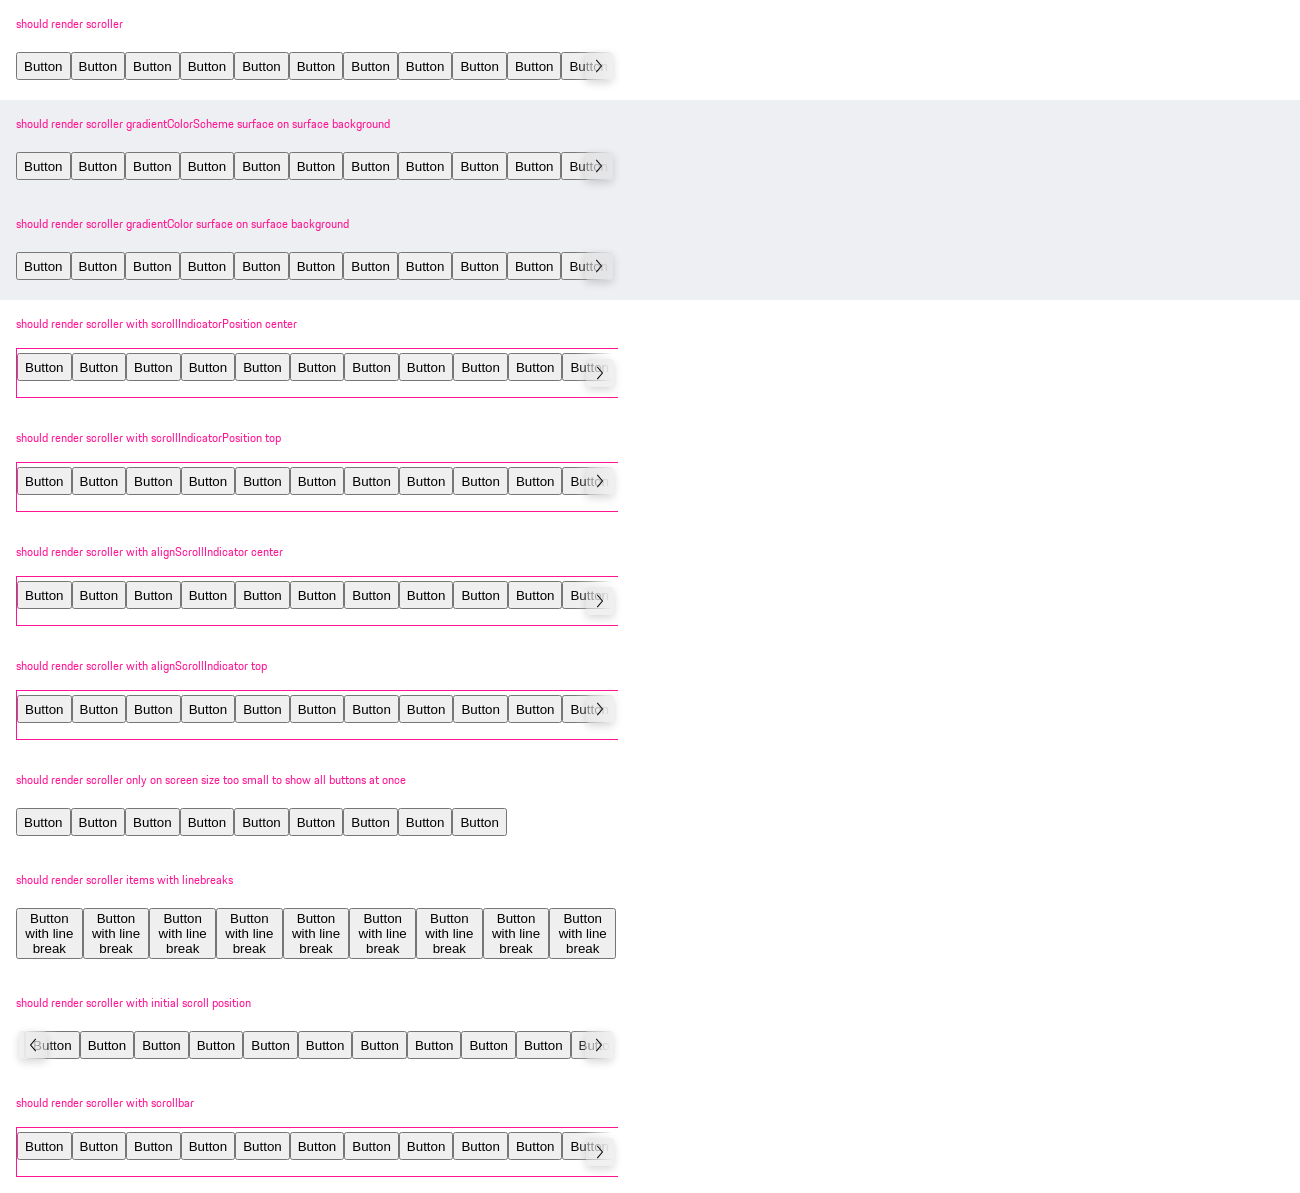 should render scroller
Button Button Button Button Button Button Button Button Button Button Button
should render scroller gradientColorScheme surface on surface background
Button Button Button Button Button Button Button Button Button Button Button
should render scroller gradientColor surface on surface background
Button Button Button Button Button Button Button Button Button Button Button
should render scroller with scrollIndicatorPosition center
Button Button Button Button Button Button Button Button Button Button Button
should render scroller with scrollIndicatorPosition top
Button Button Button Button Button Button Button Button Button Button Button
should render scroller with alignScrollIndicator center
Button Button Button Button Button Button Button Button Button Button Button
should render scroller with alignScrollIndicator top
Button Button Button Button Button Button Button Button Button Button Button
should render scroller only on screen size too small to show all buttons at once
Button Button Button Button Button Button Button Button Button
should render scroller items with linebreaks
Button Button Button Button Button Button Button Button Button
with line with line with line with line with line with line with line with line with line
break break break break break break break break break
should render scroller with initial scroll position
Button Button Button Button Button Button Button Button Button Button Button
should render scroller with scrollbar
Button Button Button Button Button Button Button Button Button Button Button